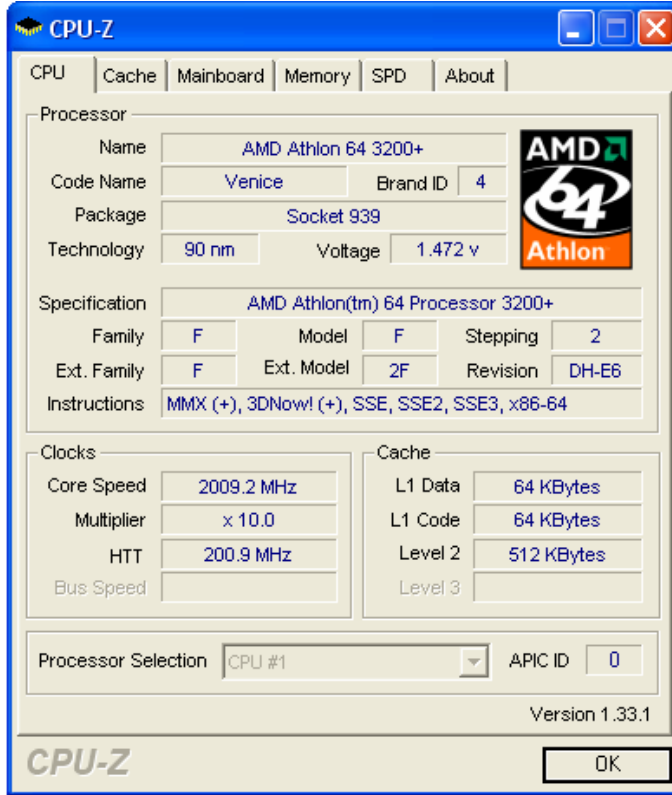 CPU-Z
CPU Cache Mainboard Memory SPD About
Processor
Name AMD Athlon 64 3200+
Code Name Venice Brand ID 4
Package Socket 939
Technology 90 nm Voltage 1.472 v
AMD
64
Athlon
Specification AMD Athlon(tm) 64 Processor 3200+
Family F Model F Stepping 2
Ext. Family F Ext. Model 2F Revision DH-E6
Instructions MMX (+), 3DNow! (+), SSE, SSE2, SSE3, x86-64
Clocks
Core Speed 2009.2 MHz
Multiplier x 10.0
HTT 200.9 MHz
Bus Speed
Cache
L1 Data 64 KBytes
L1 Code 64 KBytes
Level 2 512 KBytes
Level 3
Processor Selection CPU #1 APIC ID 0
Version 1.33.1
CPU-Z OK